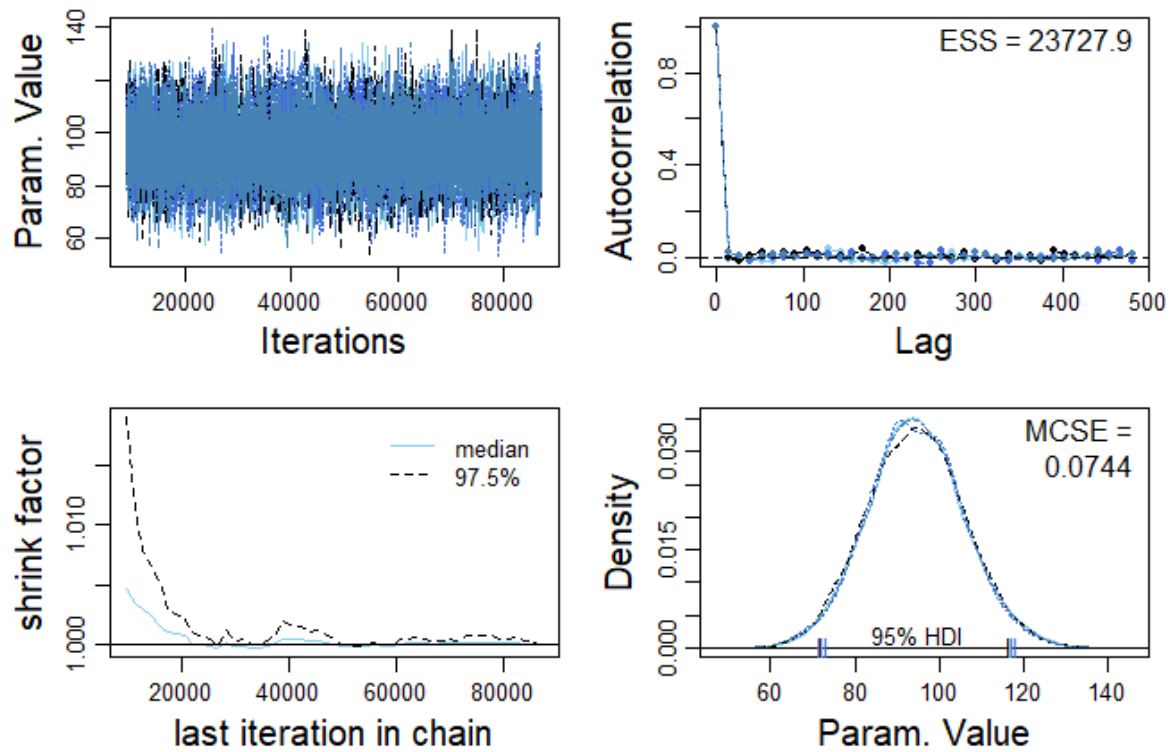 Param. Value
60 80 100 120 140
20000 40000 60000 80000
Iterations
Autocorrelation
0.0 0.4 0.8
ESS = 23727.9
0 100 200 300 400 500
Lag
shrink factor
1.000 1.010
median
97.5%
20000 40000 60000 80000
last iteration in chain
Density
0.000 0.015 0.030
MCSE =
0.0744
95% HDI
60 80 100 120 140
Param. Value